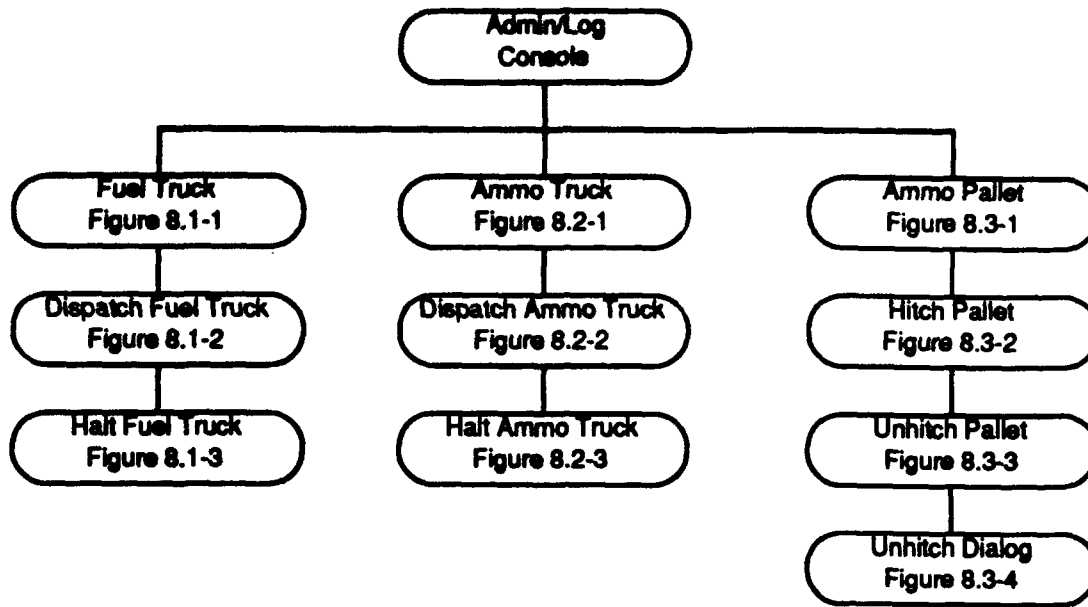 Admin/Log
Console
Fuel Truck
Figure 8.1-1
Ammo Truck
Figure 8.2-1
Ammo Pallet
Figure 8.3-1
Dispatch Fuel Truck
Figure 8.1-2
Dispatch Ammo Truck
Figure 8.2-2
Hitch Pallet
Figure 8.3-2
Halt Fuel Truck
Figure 8.1-3
Halt Ammo Truck
Figure 8.2-3
Unhitch Pallet
Figure 8.3-3
Unhitch Dialog
Figure 8.3-4